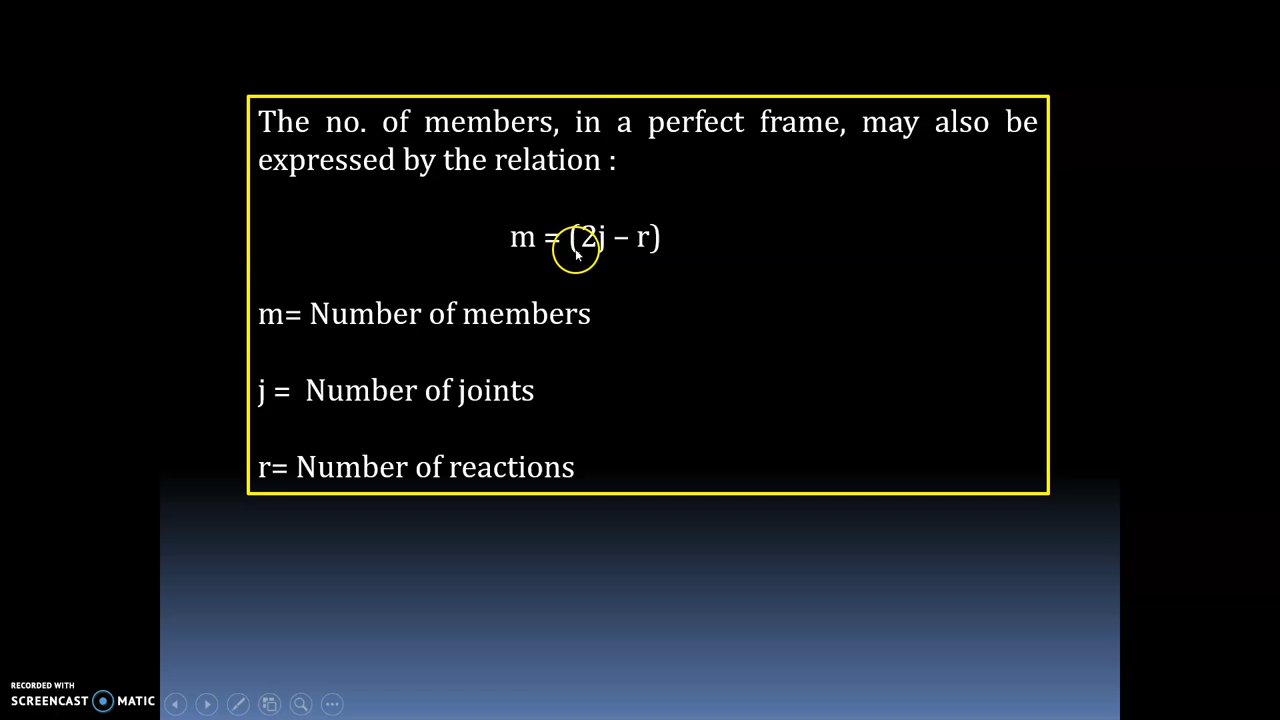 The no. of members, in a perfect frame, may also be
expressed by the relation :
m = (2j – r)
m= Number of members
j = Number of joints
r= Number of reactions
RECORDED WITH
SCREENCAST MATIC